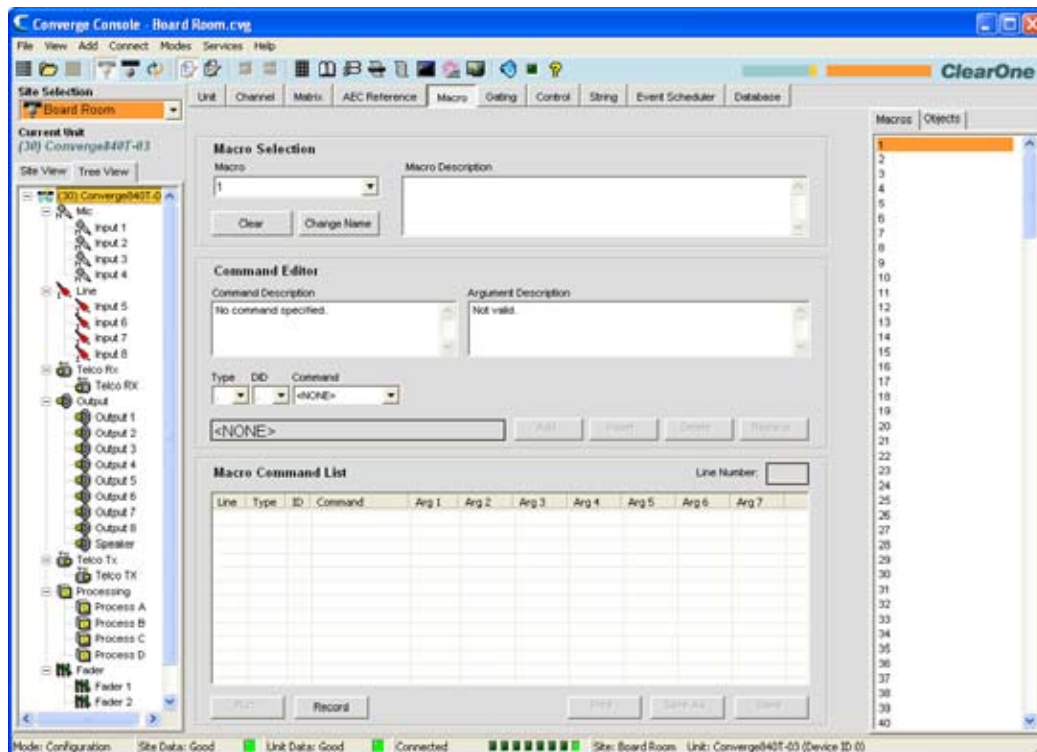 Converge Console - Board Room.cvg
File View Add Connect Modes Services Help
ClearOne
Site Selection
Board Room
Current Unit
(30) Converge840T-03
Site View Tree View
(30) Converge840T-0
Mic
Input 1
Input 2
Input 3
Input 4
Line
Input 5
Input 6
Input 7
Input 8
Telco Rx
Telco RX
Output
Output 1
Output 2
Output 3
Output 4
Output 5
Output 6
Output 7
Output 8
Speaker
Telco Tx
Telco TX
Processing
Process A
Process B
Process C
Process D
Fader
Fader 1
Fader 2
Unit Channel Matrix AEC Reference Macro Gating Control String Event Scheduler Database
Macro Selection
Macro Macro Description
1
Clear Change Name
Command Editor
Command Description Argument Description
No command specified. Not valid.
Type DID Command
<NONE>
<NONE> Add Insert Delete Replace
Macro Command List Line Number:
Line Type ID Command Arg 1 Arg 2 Arg 3 Arg 4 Arg 5 Arg 6 Arg 7
Run Record Print Save As Save
Macros Objects
1
2
3
4
5
6
7
8
9
10
11
12
13
14
15
16
17
18
19
20
21
22
23
24
25
26
27
28
29
30
31
32
33
34
35
36
37
38
39
40
Mode: Configuration Site Data: Good Unit Data: Good Connected Site: Board Room Unit: Converge840T-03 (Device ID 0)